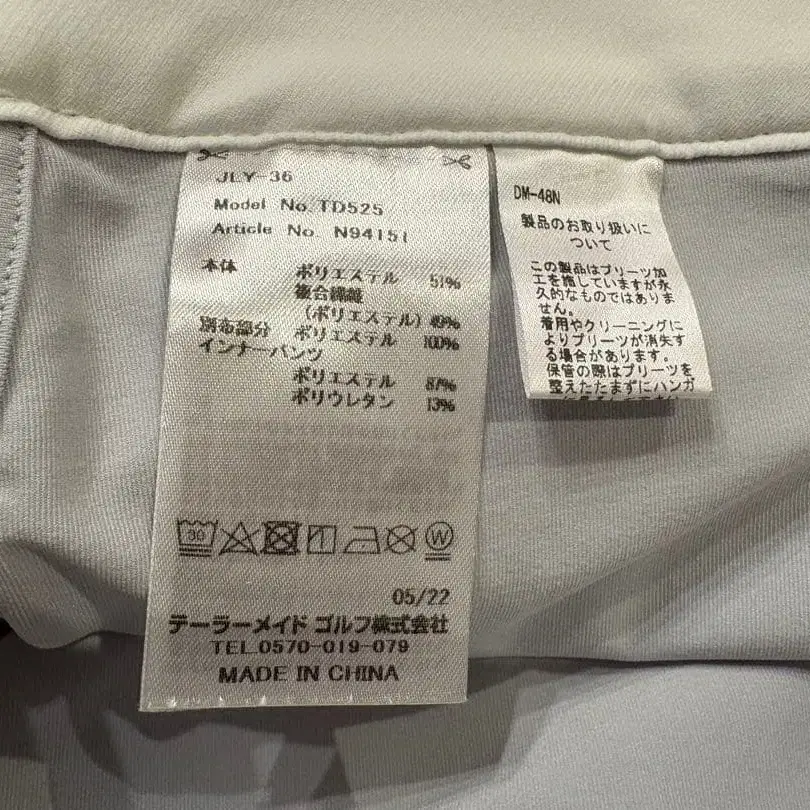 JLY-36
Model No.TD525
Article No. N94151
本体 ポリエステル 51%
複合繊維
(ポリエステル) 49%
別布部分 ポリエステル 100%
インナーパンツ
ポリエステル 87%
ポリウレタン 13%
30
W
05/22
テーラーメイド ゴルフ株式会社
TEL.0570-019-079
MADE IN CHINA
DM-48N
製品のお取り扱いに
ついて
この製品はプリーツ加
工を施していますが永
久的なものではありま
せん。
着用やクリーニングに
よりプリーツが消失す
る場合があります。
保管の際はプリーツを
整えたたまずにハンガ